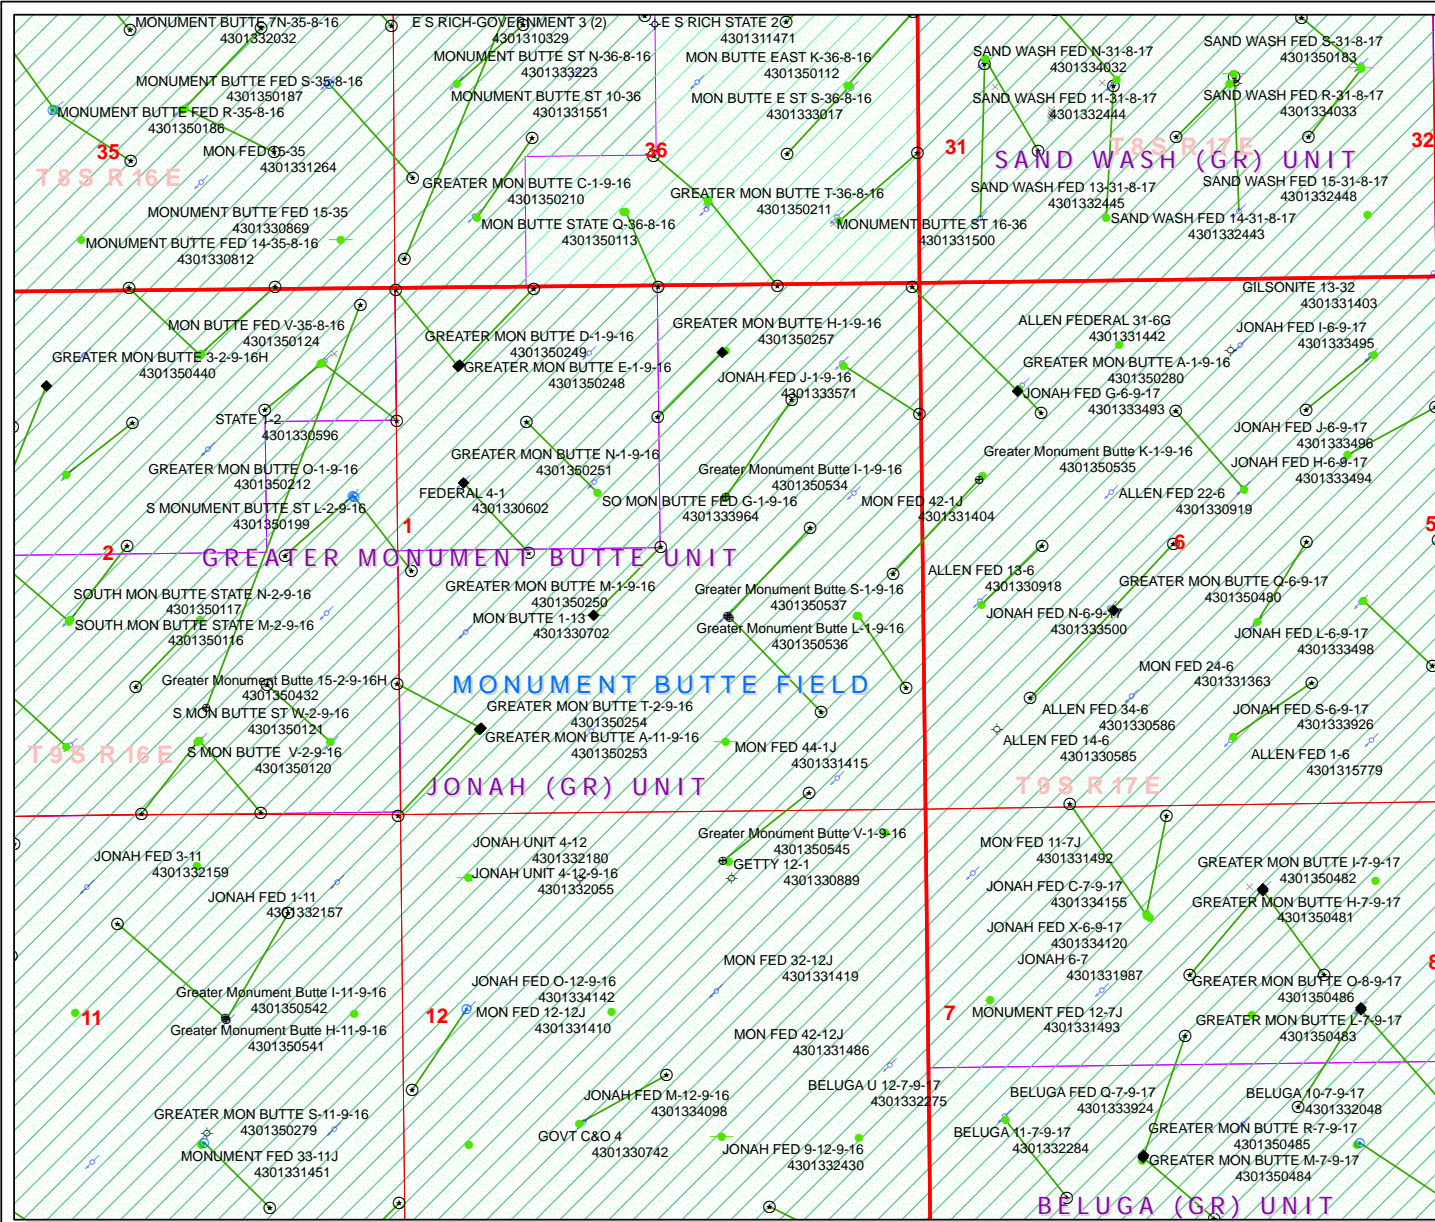 MONUMENT BUTTE 7N-35-8-16
4301332032
E S RICH-GOVERNMENT 3 (2)
4301310329
E S RICH STATE 2
4301311471
MONUMENT BUTTE ST N-36-8-16
4301333223
MON BUTTE EAST K-36-8-16
4301350112
SAND WASH FED N-31-8-17
4301334032
SAND WASH FED S-31-8-17
4301350183
MONUMENT BUTTE FED S-35-8-16
4301350187
MONUMENT BUTTE FED R-35-8-16
4301350186
MONUMENT BUTTE ST 10-36
4301331551
MON BUTTE E ST S-36-8-16
4301333017
SAND WASH FED 11-31-8-17
4301332444
SAND WASH FED R-31-8-17
4301334033
35
MON FED 15-35
4301331264
36
31
32
T8S R16E
T8S R17E
SAND WASH (GR) UNIT
GREATER MON BUTTE C-1-9-16
4301350210
GREATER MON BUTTE T-36-8-16
4301350211
SAND WASH FED 13-31-8-17
4301332445
SAND WASH FED 15-31-8-17
4301332448
MONUMENT BUTTE FED 15-35
4301330869
MONUMENT BUTTE FED 14-35-8-16
4301330812
MON BUTTE STATE Q-36-8-16
4301350113
MONUMENT BUTTE ST 16-36
4301331500
SAND WASH FED 14-31-8-17
4301332443
GILSONITE 13-32
4301331403
MON BUTTE FED V-35-8-16
4301350124
GREATER MON BUTTE 3-2-9-16H
4301350440
GREATER MON BUTTE D-1-9-16
4301350249
GREATER MON BUTTE E-1-9-16
4301350248
GREATER MON BUTTE H-1-9-16
4301350257
JONAH FED J-1-9-16
4301333571
ALLEN FEDERAL 31-6G
4301331442
JONAH FED I-6-9-17
4301333495
GREATER MON BUTTE A-1-9-16
4301350280
JONAH FED G-6-9-17
4301333493
STATE 1-2
4301330596
JONAH FED J-6-9-17
4301333496
GREATER MON BUTTE O-1-9-16
4301350212
GREATER MON BUTTE N-1-9-16
4301350251
Greater Monument Butte I-1-9-16
4301350534
Greater Monument Butte K-1-9-16
4301350535
JONAH FED H-6-9-17
4301333494
S MONUMENT BUTTE ST L-2-9-16
4301350199
FEDERAL 4-1
4301330602
SO MON BUTTE FED G-1-9-16
4301333964
MON FED 42-1J
4301331404
ALLEN FED 22-6
4301330919
1
2
5
6
GREATER MONUMENT BUTTE UNIT
ALLEN FED 13-6
4301330918
SOUTH MON BUTTE STATE N-2-9-16
4301350117
SOUTH MON BUTTE STATE M-2-9-16
4301350116
GREATER MON BUTTE M-1-9-16
4301350250
MON BUTTE 1-13
4301330702
Greater Monument Butte S-1-9-16
4301350537
Greater Monument Butte L-1-9-16
4301350536
GREATER MON BUTTE Q-6-9-17
4301350480
JONAH FED N-6-9-17
4301333500
JONAH FED L-6-9-17
4301333498
Greater Monument Butte 15-2-9-16H
4301350432
MONUMENT BUTTE FIELD
MON FED 24-6
4301331363
S MON BUTTE ST W-2-9-16
4301350121
GREATER MON BUTTE T-2-9-16
4301350254
ALLEN FED 34-6
4301330586
JONAH FED S-6-9-17
4301333926
T9S R16E
S MON BUTTE V-2-9-16
4301350120
GREATER MON BUTTE A-11-9-16
4301350253
MON FED 44-1J
4301331415
ALLEN FED 14-6
4301330585
ALLEN FED 1-6
4301315779
JONAH (GR) UNIT
T9S R17E
JONAH FED 3-11
4301332159
JONAH UNIT 4-12
4301332180
JONAH UNIT 4-12-9-16
4301332055
Greater Monument Butte V-1-9-16
4301350545
GETTY 12-1
4301330889
MON FED 11-7J
4301331492
GREATER MON BUTTE I-7-9-17
4301350482
JONAH FED 1-11
4301332157
JONAH FED C-7-9-17
4301334155
GREATER MON BUTTE H-7-9-17
4301350481
JONAH FED X-6-9-17
4301334120
MON FED 32-12J
4301331419
JONAH 6-7
4301331987
8
Greater Monument Butte I-11-9-16
4301350542
JONAH FED O-12-9-16
4301334142
GREATER MON BUTTE O-8-9-17
4301350486
11
12
7
Greater Monument Butte H-11-9-16
4301350541
MON FED 12-12J
4301331410
MONUMENT FED 12-7J
4301331493
GREATER MON BUTTE L-7-9-17
4301350483
MON FED 42-12J
4301331486
JONAH FED M-12-9-16
4301334098
BELUGA U 12-7-9-17
4301332275
BELUGA FED Q-7-9-17
4301333924
BELUGA 10-7-9-17
4301332048
GREATER MON BUTTE S-11-9-16
4301350279
GOVT C&O 4
4301330742
BELUGA 11-7-9-17
4301332284
GREATER MON BUTTE R-7-9-17
4301350485
MONUMENT FED 33-11J
4301331451
JONAH FED 9-12-9-16
4301332430
GREATER MON BUTTE M-7-9-17
4301350484
BELUGA (GR) UNIT